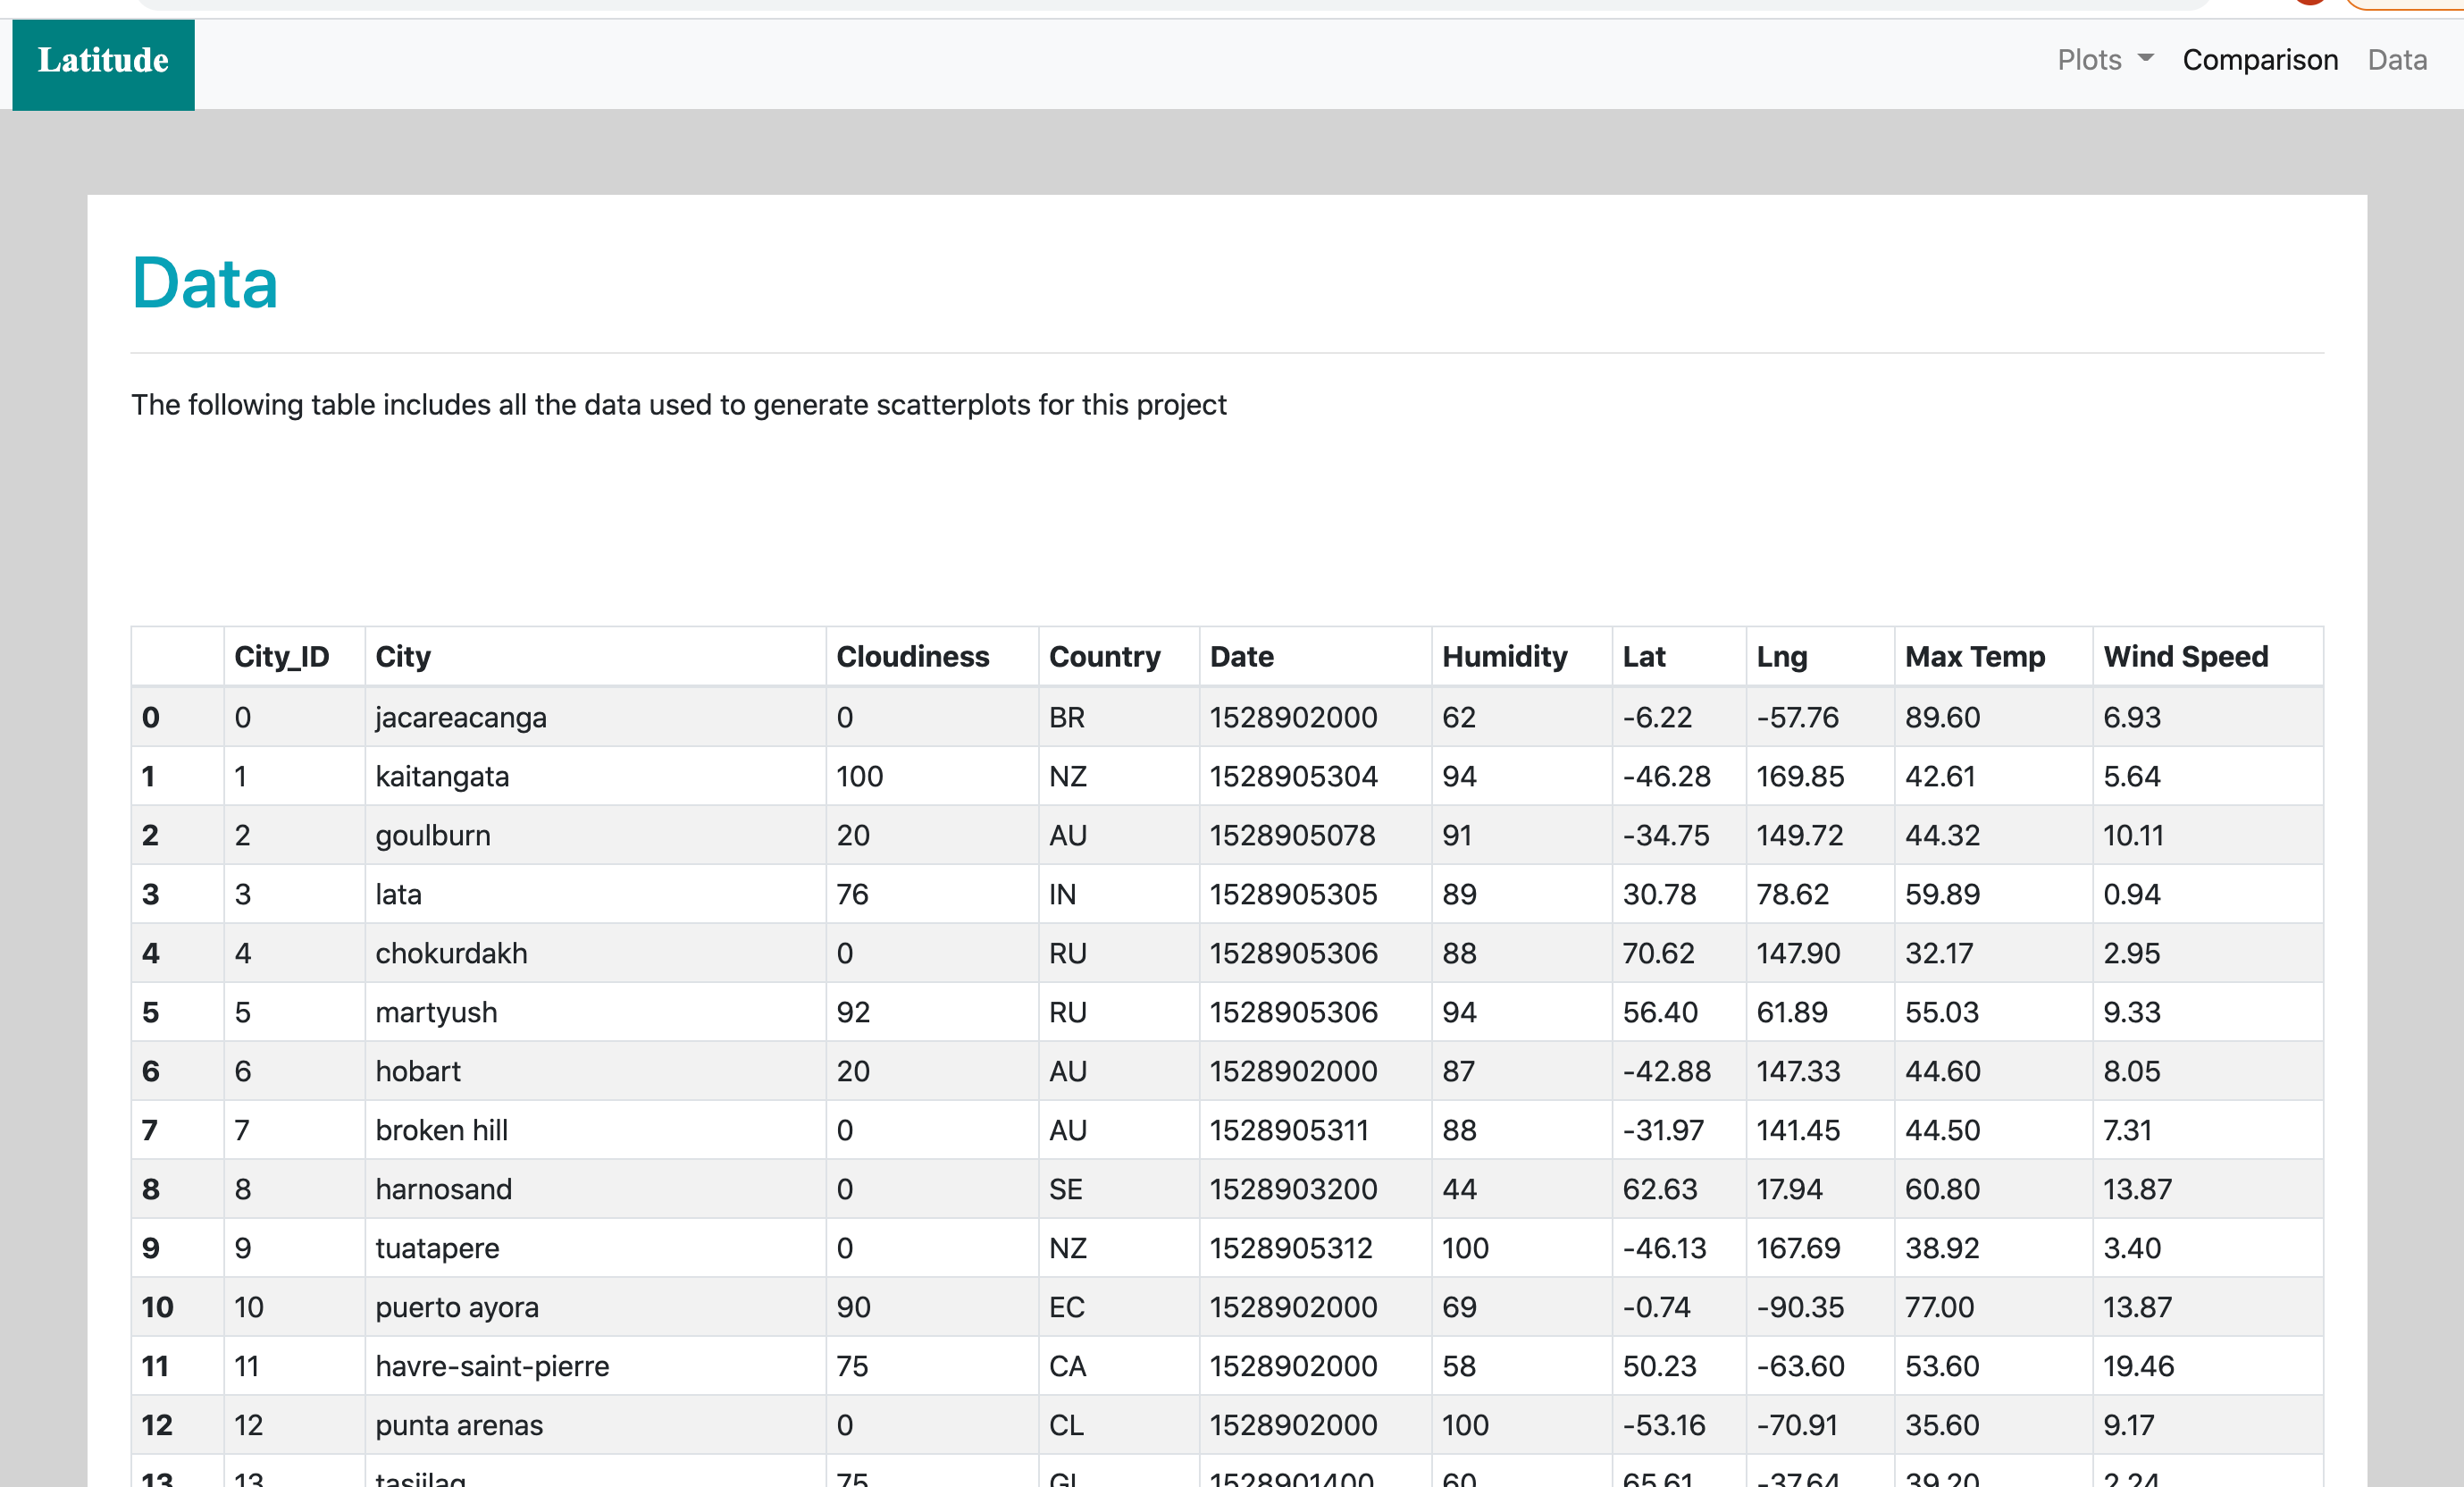 Latitude
Plots Comparison Data
Data
The following table includes all the data used to generate scatterplots for this project
City_ID City Cloudiness Country Date Humidity Lat Lng Max Temp Wind Speed
0 0 jacareacanga 0 BR 1528902000 62 -6.22 -57.76 89.60 6.93
1 1 kaitangata 100 NZ 1528905304 94 -46.28 169.85 42.61 5.64
2 2 goulburn 20 AU 1528905078 91 -34.75 149.72 44.32 10.11
3 3 lata 76 IN 1528905305 89 30.78 78.62 59.89 0.94
4 4 chokurdakh 0 RU 1528905306 88 70.62 147.90 32.17 2.95
5 5 martyush 92 RU 1528905306 94 56.40 61.89 55.03 9.33
6 6 hobart 20 AU 1528902000 87 -42.88 147.33 44.60 8.05
7 7 broken hill 0 AU 1528905311 88 -31.97 141.45 44.50 7.31
8 8 harnosand 0 SE 1528903200 44 62.63 17.94 60.80 13.87
9 9 tuatapere 0 NZ 1528905312 100 -46.13 167.69 38.92 3.40
10 10 puerto ayora 90 EC 1528902000 69 -0.74 -90.35 77.00 13.87
11 11 havre-saint-pierre 75 CA 1528902000 58 50.23 -63.60 53.60 19.46
12 12 punta arenas 0 CL 1528902000 100 -53.16 -70.91 35.60 9.17
13 13 tasiilaq 75 GL 1528901400 60 65.61 -37.64 39.20 2.24